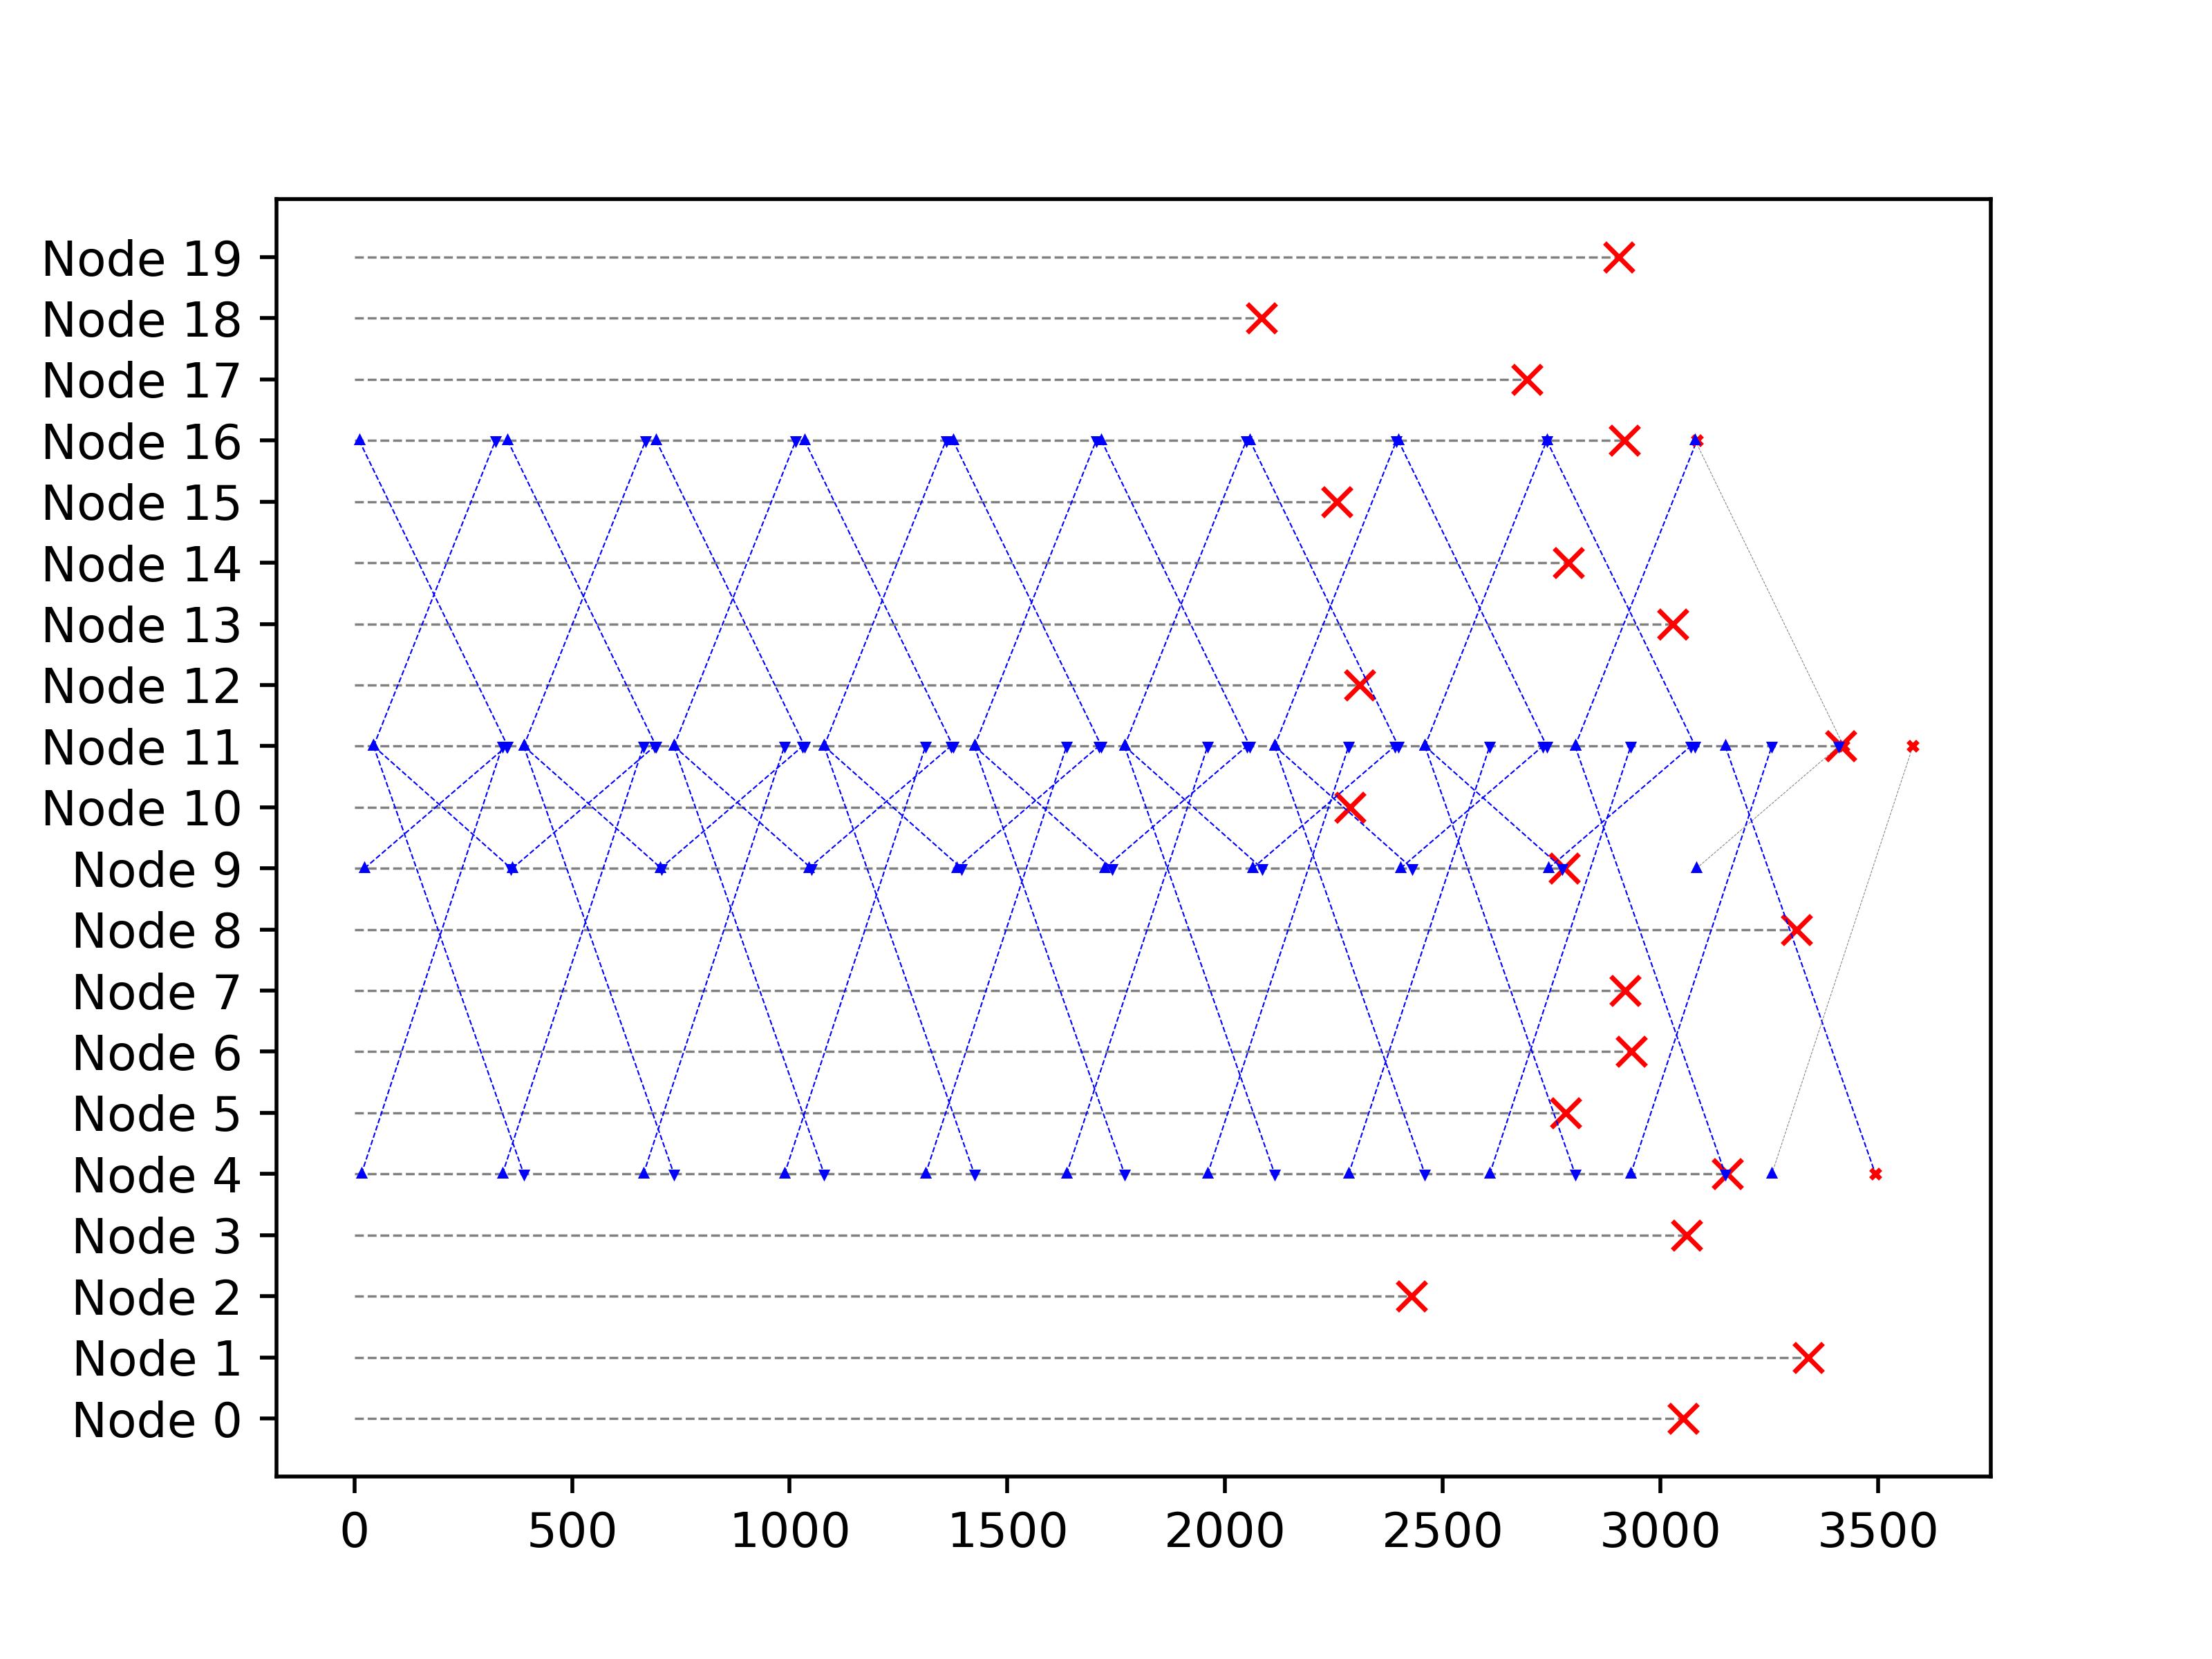 Node 19
Node 18
Node 17
Node 16
Node 15
Node 14
Node 13
Node 12
Node 11
Node 10
Node 9
Node 8
Node 7
Node 6
Node 5
Node 4
Node 3
Node 2
Node 1
Node 0
0 500 1000 1500 2000 2500 3000 3500